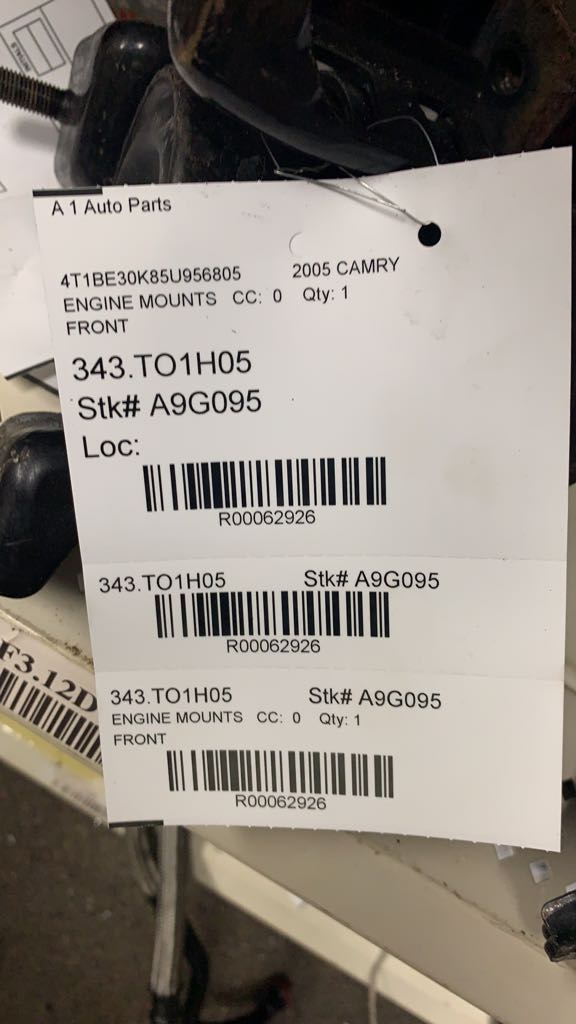 A 1 Auto Parts
4T1BE30K85U956805 2005 CAMRY
ENGINE MOUNTS CC: 0 Qty: 1
FRONT
343.TO1H05
Stk# A9G095
Loc:
R00062926
343.TO1H05 Stk# A9G095
R00062926
343.TO1H05 Stk# A9G095
ENGINE MOUNTS CC: 0 Qty: 1
FRONT
R00062926
F3.12D